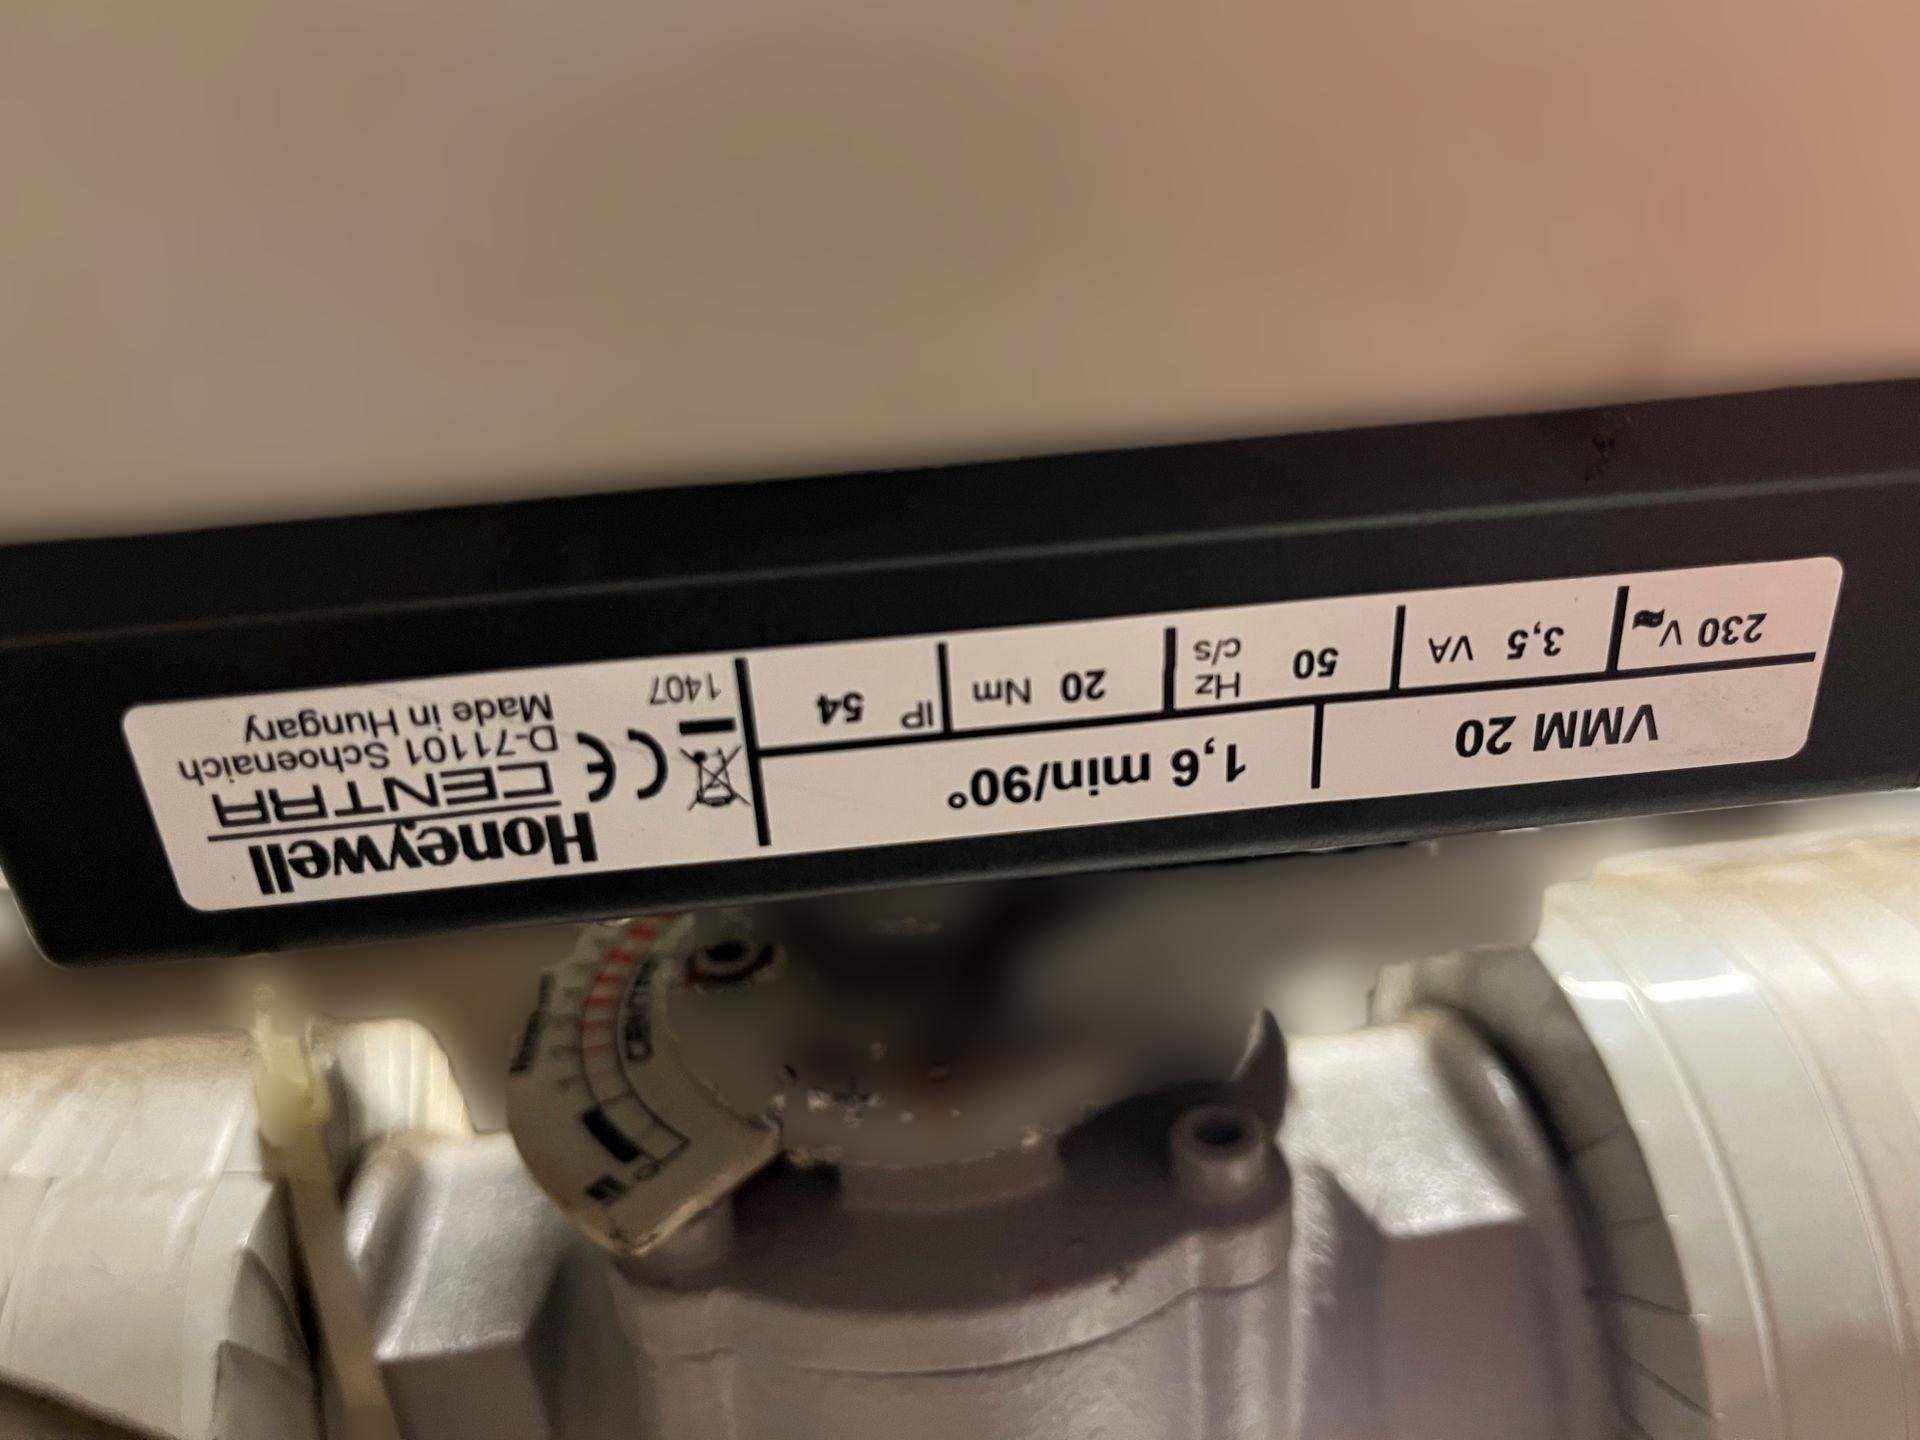 VMM 20
1,6 min/90°
230 V≈
3,5 VA
50 Hz c/s
20 Nm
IP 54
1407
CE
Honeywell
CENTRA
D-71101 Schoenaich
Made in Hungary
CENTRA